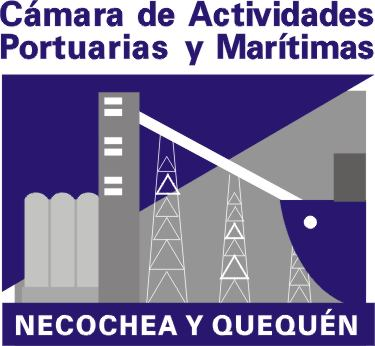 Cámara de Actividades
Portuarias y Marítimas
NECOCHEA Y QUEQUÉN